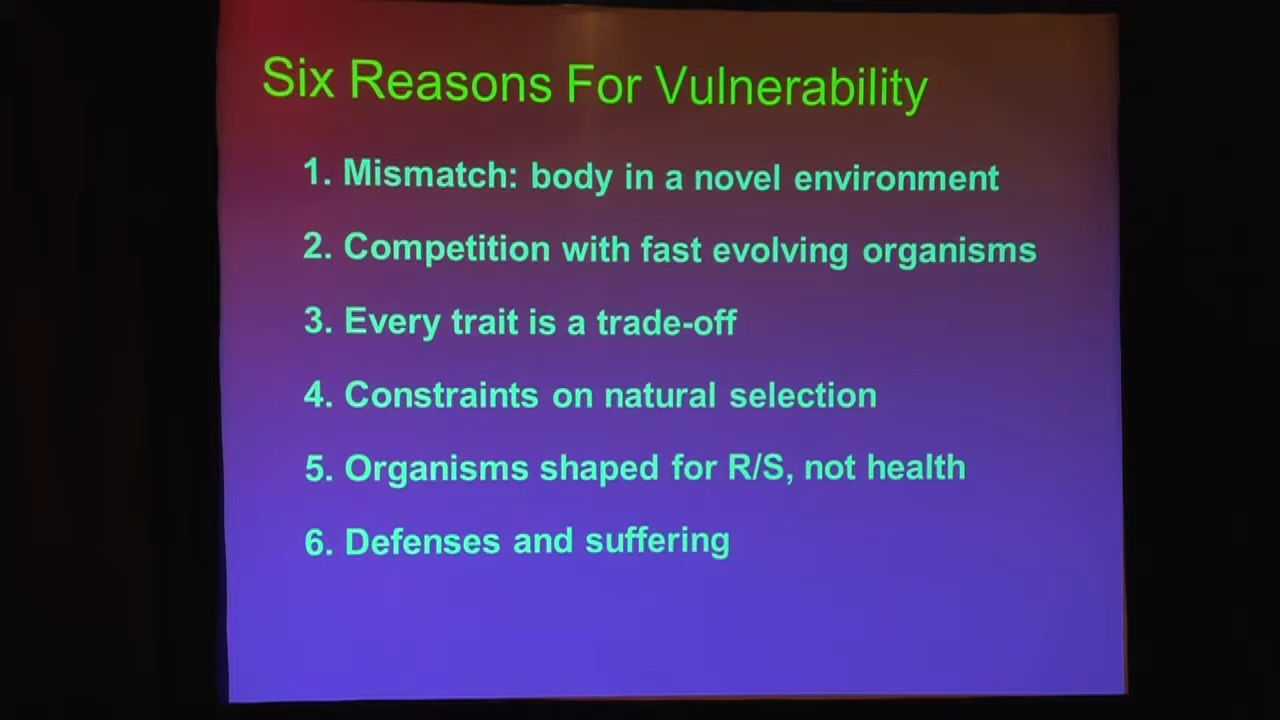 Six Reasons For Vulnerability
1. Mismatch: body in a novel environment
2. Competition with fast evolving organisms
3. Every trait is a trade-off
4. Constraints on natural selection
5. Organisms shaped for R/S, not health
6. Defenses and suffering